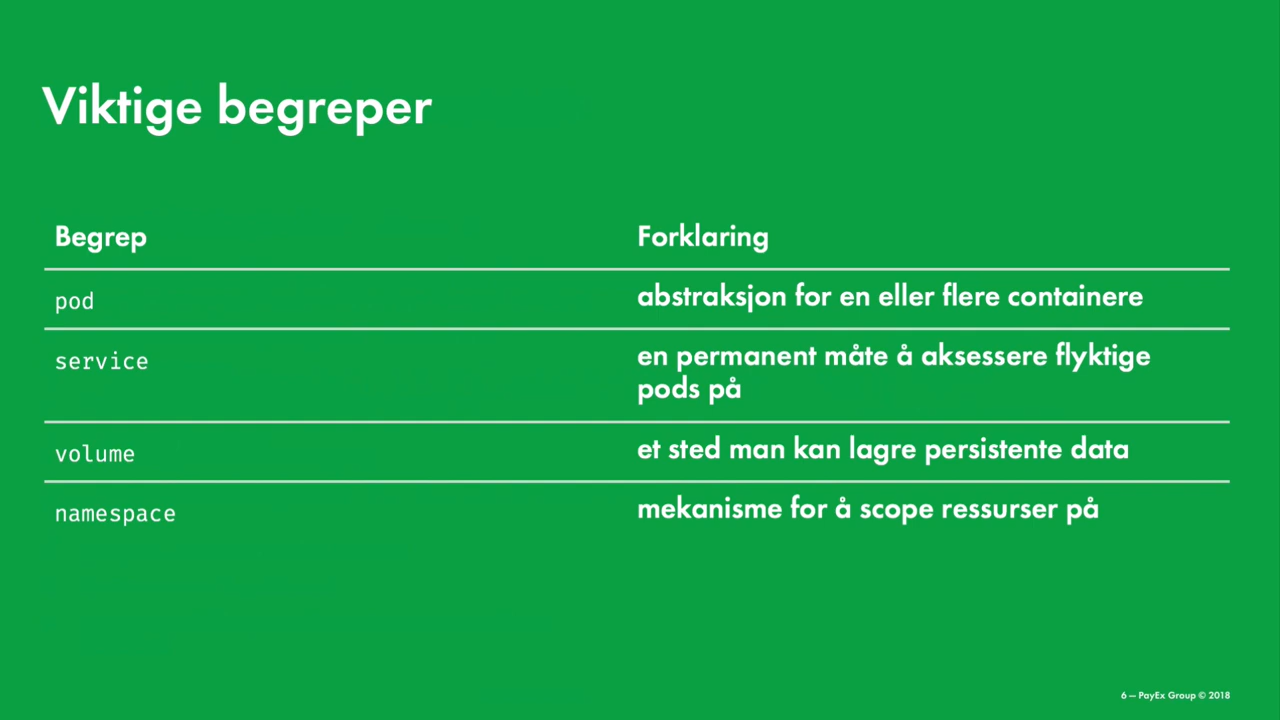 Viktige begreper
Begrep
Forklaring
pod
abstraksjon for en eller flere containere
service
en permanent måte å aksessere flyktige
pods på
volume
et sted man kan lagre persistente data
namespace
mekanisme for å scope ressurser på
6 — PayEx Group © 2018